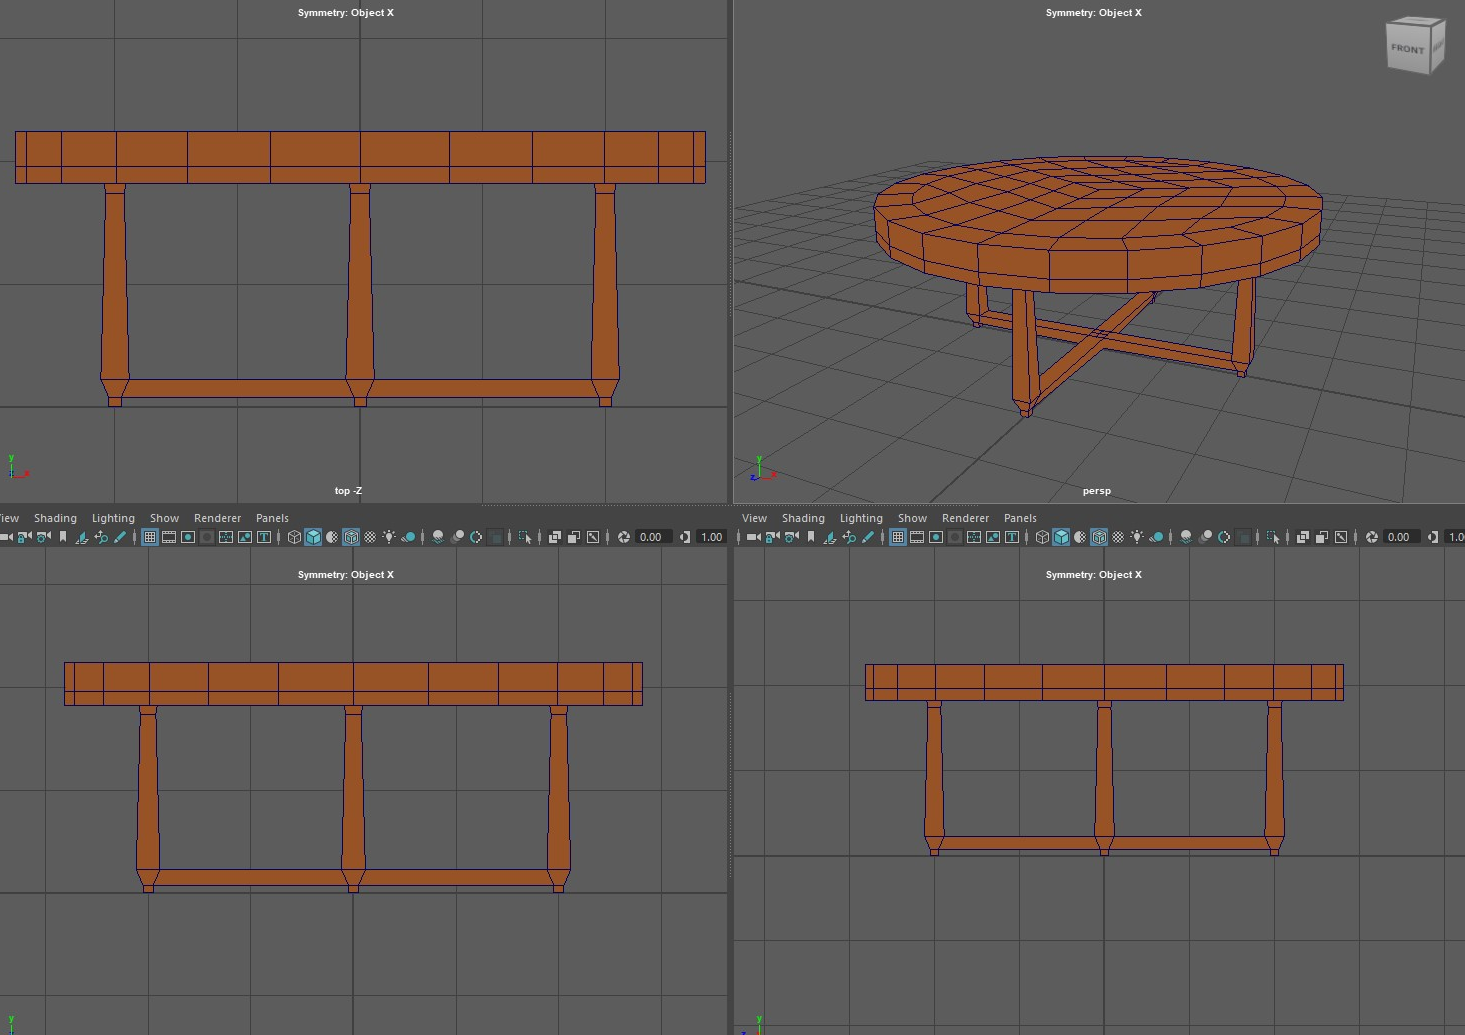 Symmetry: Object X
Symmetry: Object X
FRONT
y
x
z
top -Z
y
z
x
persp
iew Shading Lighting Show Renderer Panels
View Shading Lighting Show Renderer Panels
T 0.00 1.00
T 0.00 1.0
Symmetry: Object X
Symmetry: Object X
y
y
z